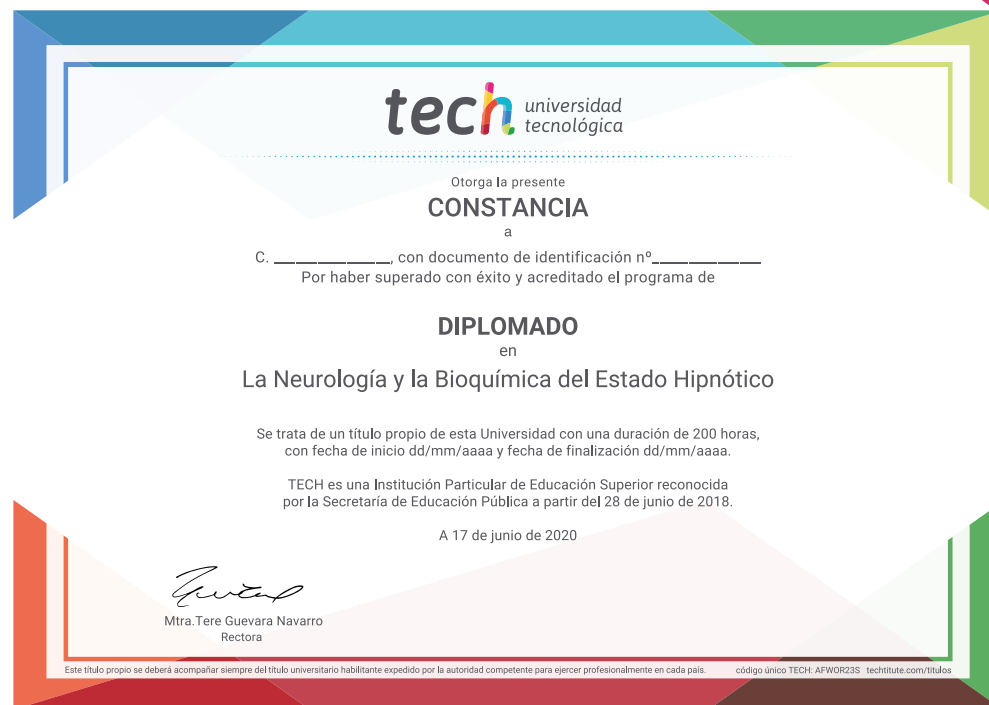 tech universidad
tecnológica
Otorga la presente
CONSTANCIA
a
C. ______________, con documento de identificación nº_____________
Por haber superado con éxito y acreditado el programa de
DIPLOMADO
en
La Neurología y la Bioquímica del Estado Hipnótico
Se trata de un título propio de esta Universidad con una duración de 200 horas,
con fecha de inicio dd/mm/aaaa y fecha de finalización dd/mm/aaaa.
TECH es una Institución Particular de Educación Superior reconocida
por la Secretaría de Educación Pública a partir del 28 de junio de 2018.
A 17 de junio de 2020
Mtra.Tere Guevara Navarro
Rectora
Este título propio se deberá acompañar siempre del título universitario habilitante expedido por la autoridad competente para ejercer profesionalmente en cada país. código único TECH: AFWOR23S techtitute.com/titulos